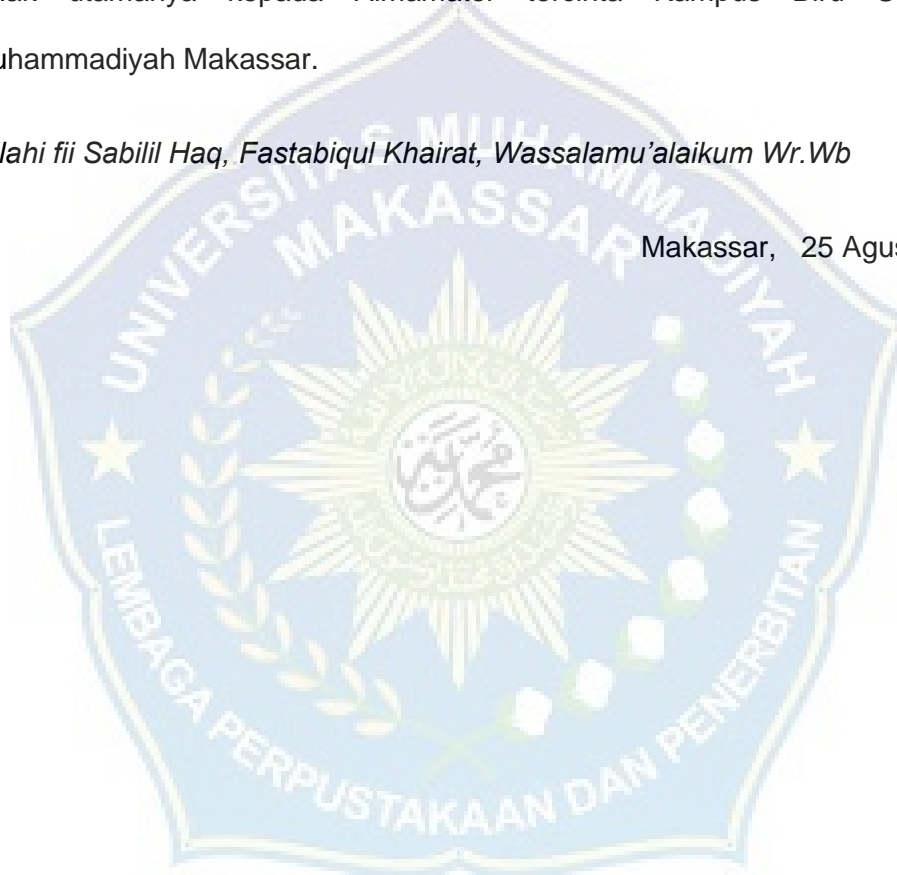 utamanya kepada Almamater tercinta Kampus Biru
uhammadiyah Makassar.
lahi fii Sabilil Haq, Fastabiqul Khairat, Wassalamu’alaikum Wr.Wb
Makassar, 25 Agus
UNIVERSITAS MUHAMMADIYAH
MAKASSAR
محمد
LEMBAGA PERPUSTAKAAN DAN PENERBITAN